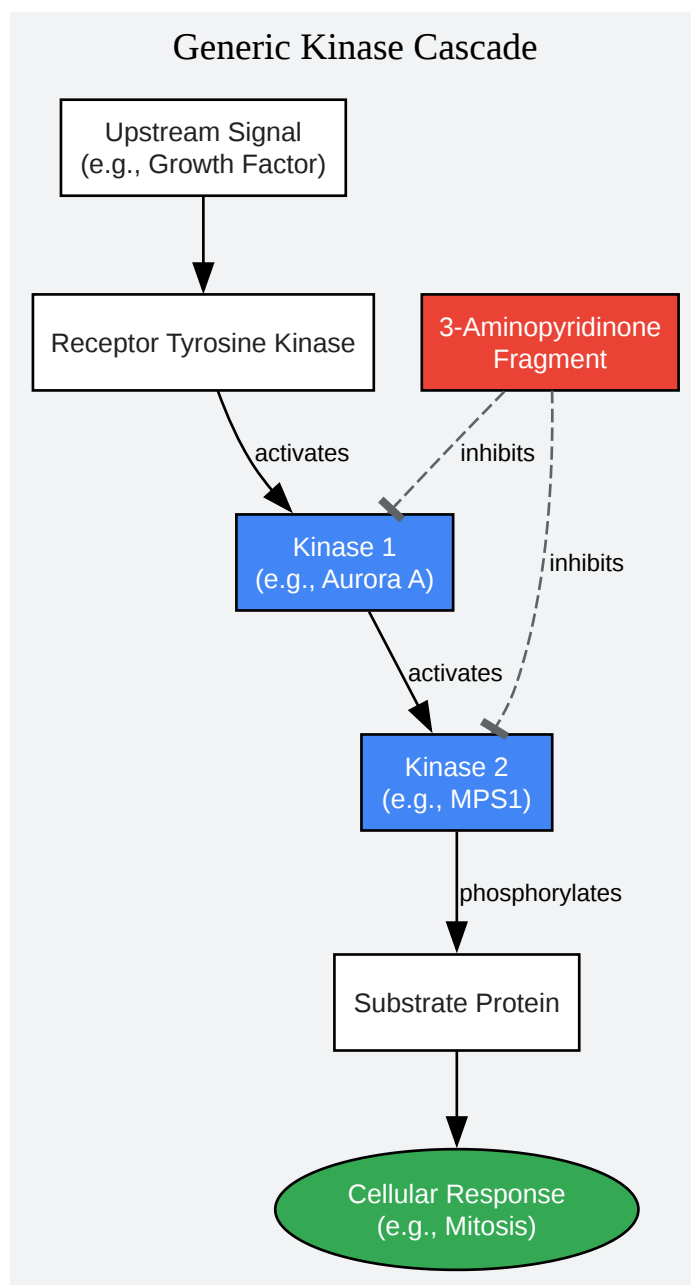 Generic Kinase Cascade
Upstream Signal
(e.g., Growth Factor)
Receptor Tyrosine Kinase
3-Aminopyridinone
Fragment
activates
inhibits
Kinase 1
(e.g., Aurora A)
inhibits
activates
Kinase 2
(e.g., MPS1)
phosphorylates
Substrate Protein
Cellular Response
(e.g., Mitosis)